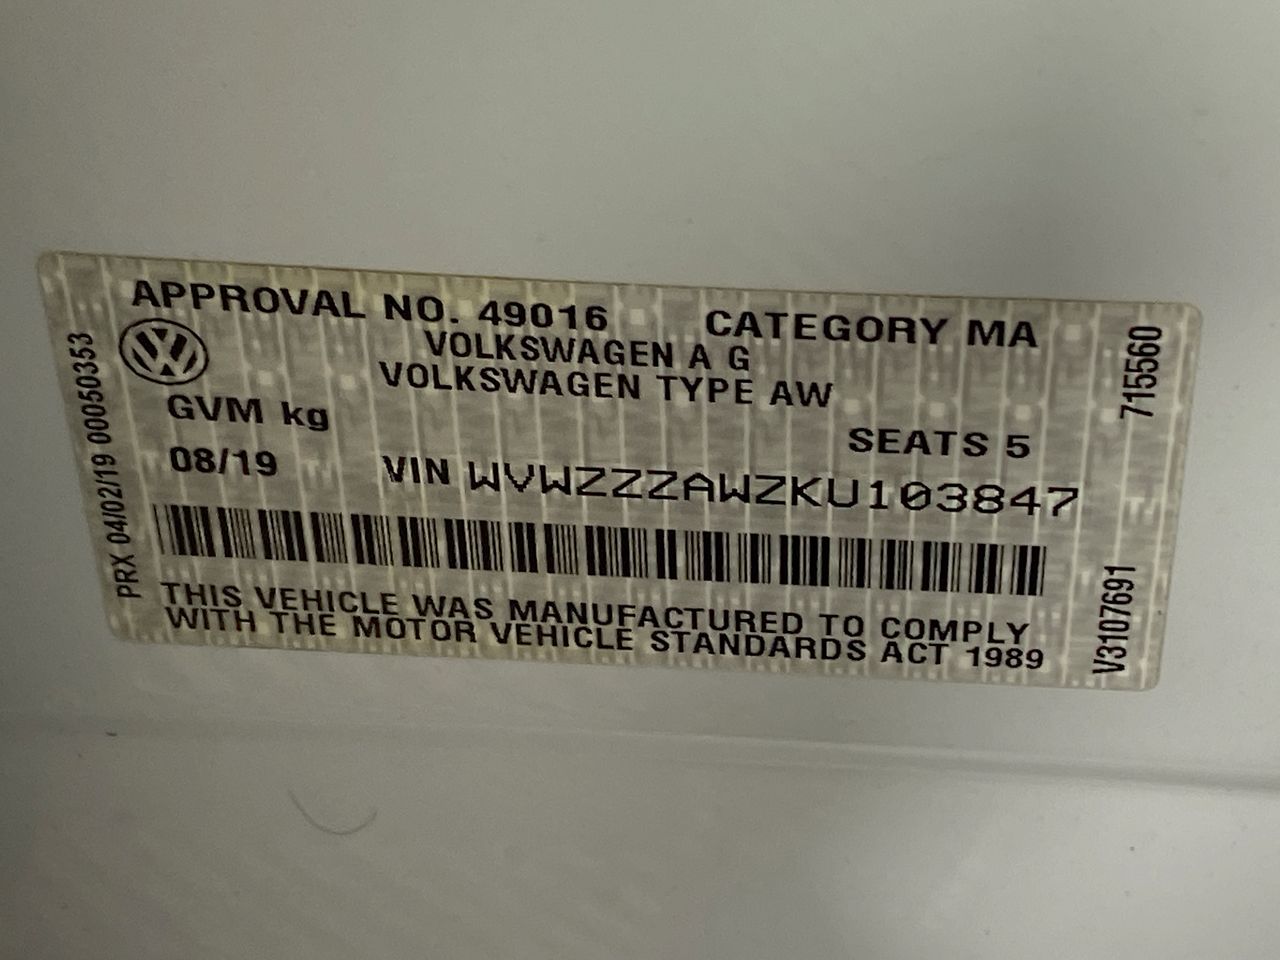 APPROVAL NO. 49016 CATEGORY MA
VOLKSWAGEN A G
VOLKSWAGEN TYPE AW
GVM kg
SEATS 5
08/19 VIN WVWZZZAWZKU103847
THIS VEHICLE WAS MANUFACTURED TO COMPLY
WITH THE MOTOR VEHICLE STANDARDS ACT 1989
PRX 04/02/19 00050353
715560
V3107691